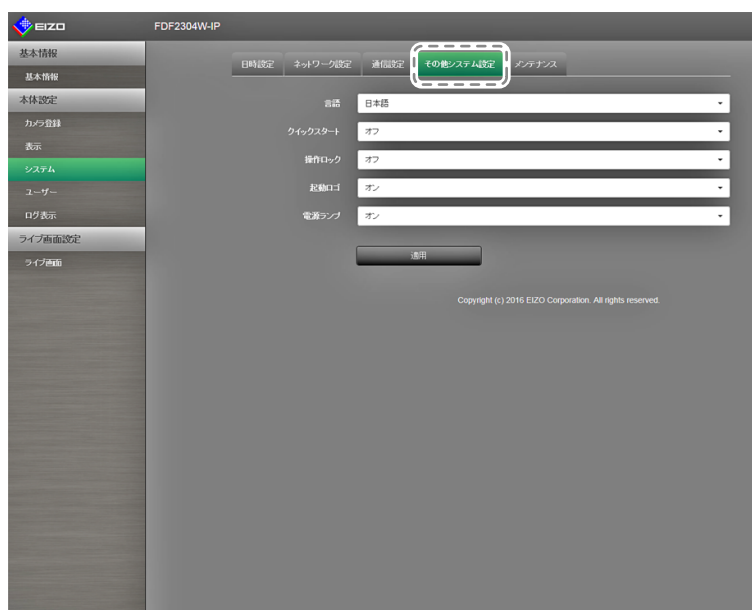 EIZO
FDF2304W-IP
基本情報
基本情報
本体設定
カメラ登録
表示
システム
ユーザー
ログ表示
ライブ画面設定
ライブ画面
日時設定 ネットワーク設定 通信設定 その他システム設定 メンテナンス
言語 日本語
クイックスタート オフ
操作ロック オフ
起動ロゴ オン
電源ランプ オン
適用
Copyright (c) 2016 EIZO Corporation. All rights reserved.